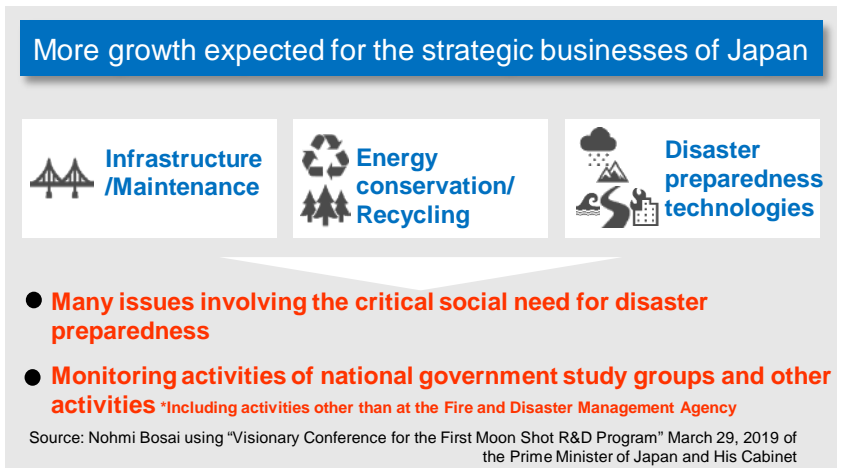 More growth expected for the strategic businesses of Japan
Infrastructure
/Maintenance
Energy
conservation/
Recycling
Disaster
preparedness
technologies
● Many issues involving the critical social need for disaster
preparedness
● Monitoring activities of national government study groups and other
activities *Including activities other than at the Fire and Disaster Management Agency
Source: Nohmi Bosai using “Visionary Conference for the First Moon Shot R&D Program” March 29, 2019 of
the Prime Minister of Japan and His Cabinet